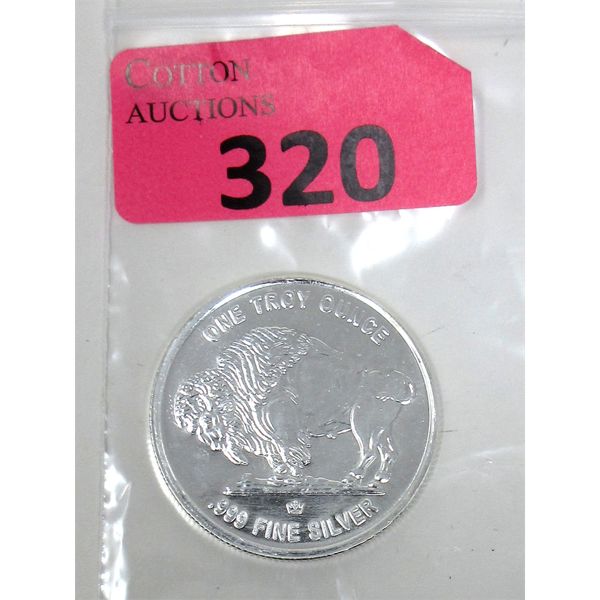 COTTON
AUCTIONS
320
ONE TROY OUNCE
.999 FINE SILVER